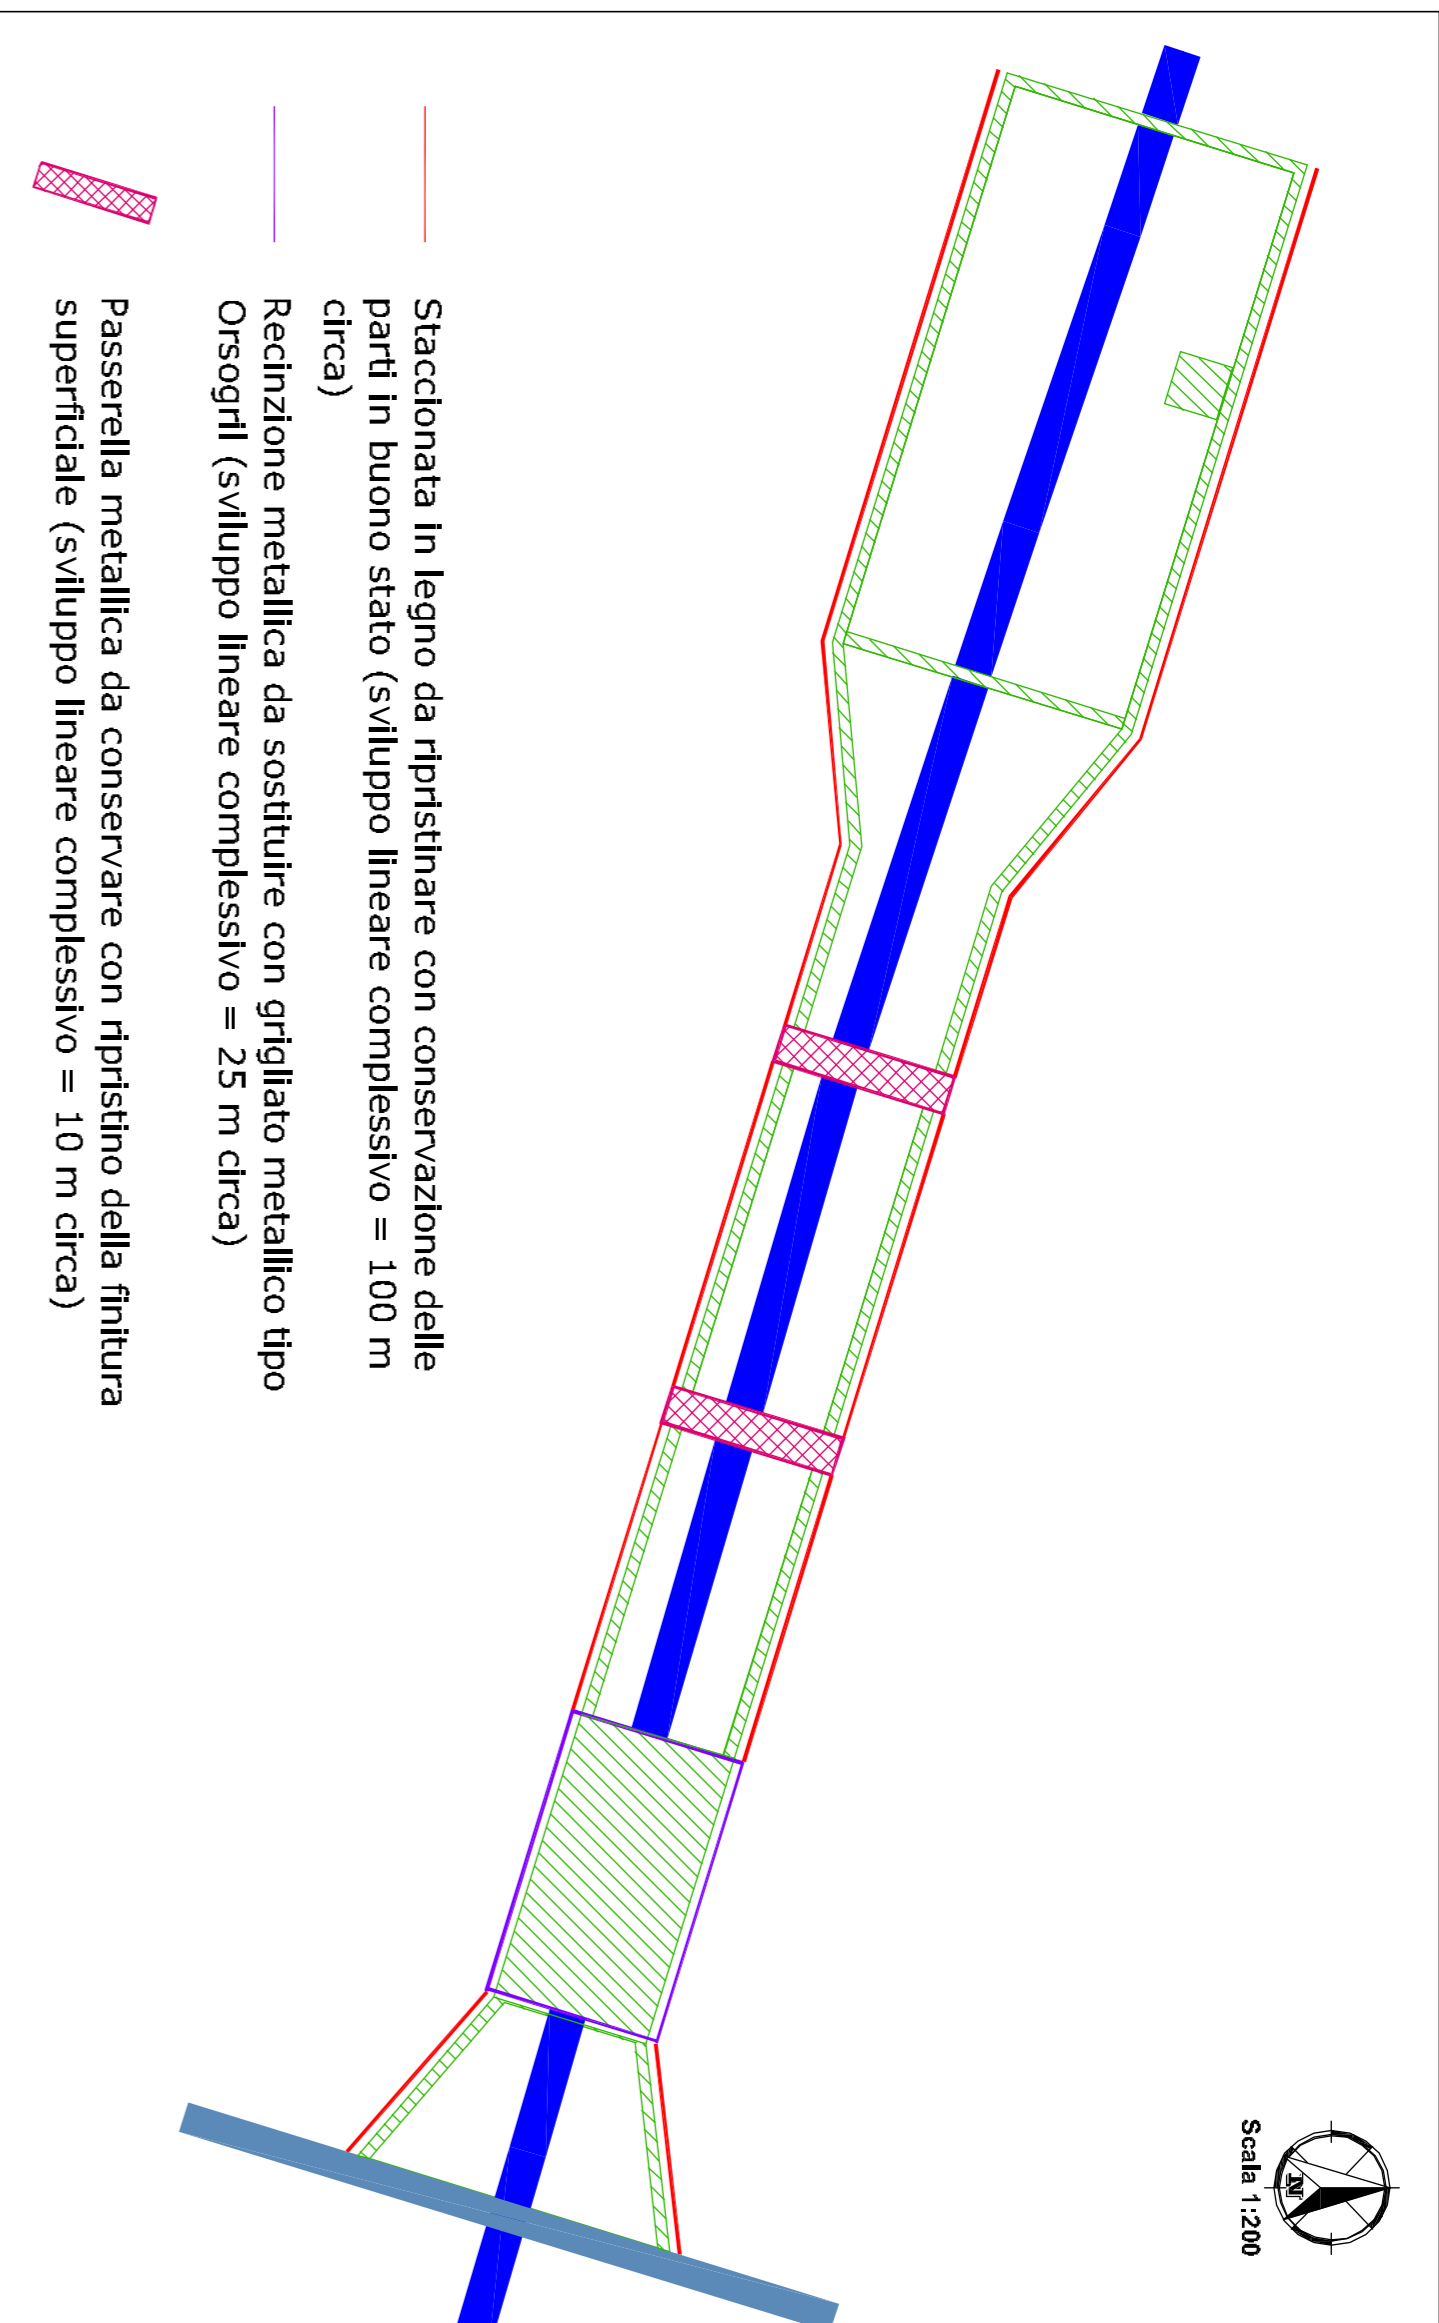 N
Scala 1:200
Staccionata in legno da ripristinare con conservazione delle
parti in buono stato (sviluppo lineare complessivo = 100 m
circa)
Recinzione metallica da sostituire con grigliato metallico tipo
Orsogril (sviluppo lineare complessivo = 25 m circa)
Passerella metallica da conservare con ripristino della finitura
superficiale (sviluppo lineare complessivo = 10 m circa)